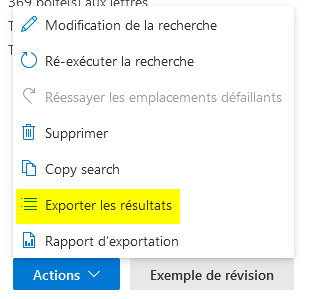 369 boîte(s) aux lettres
T
T
Modification de la recherche
Ré-exécuter la recherche
Réessayer les emplacements défaillants
Supprimer
Copy search
Exporter les résultats
Rapport d'exportation
Actions
Exemple de révision